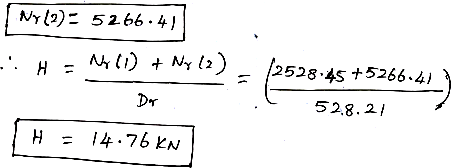 Nr(2) = 5266.41
∴ H = Nr(1) + Nr(2) / Dr = (2528.45 + 5266.41 / 528.21)
H = 14.76 KN